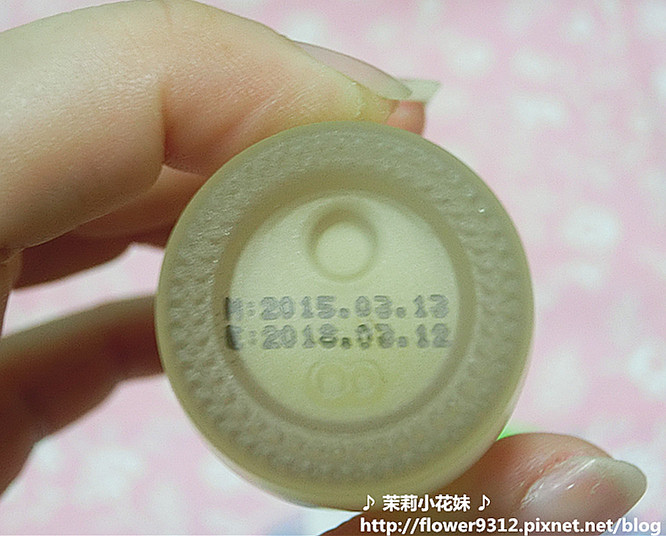 M:2015.03.13
E:2018.03.12
♪ 茉莉小花妹 ♪
http://flower9312.pixnet.net/blog